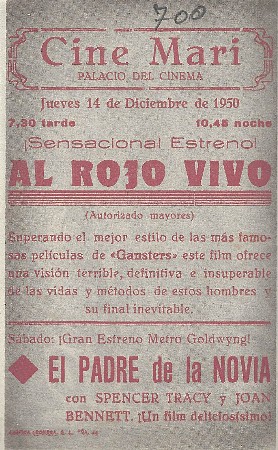 700
Cine Mari
PALACIO DEL CINEMA
Jueves 14 de Diciembre de 1950
7,30 tarde 10,45 noche
¡Sensacional Estreno!
AL ROJO VIVO
(Autorizado mayores)
Superando el mejor estilo de las más famo-
sas películas de «Gansters» este film ofrece
una visión terrible, definitiva e insuperable
de las vidas y métodos de estos hombres y
su final inevitable.
Sábado: ¡Gran Estreno Metro Goldwyng!
El PADRE de la NOVIA
con SPENCER TRACY y JOAN
BENNETT. ¡Un film deliciosísimo!